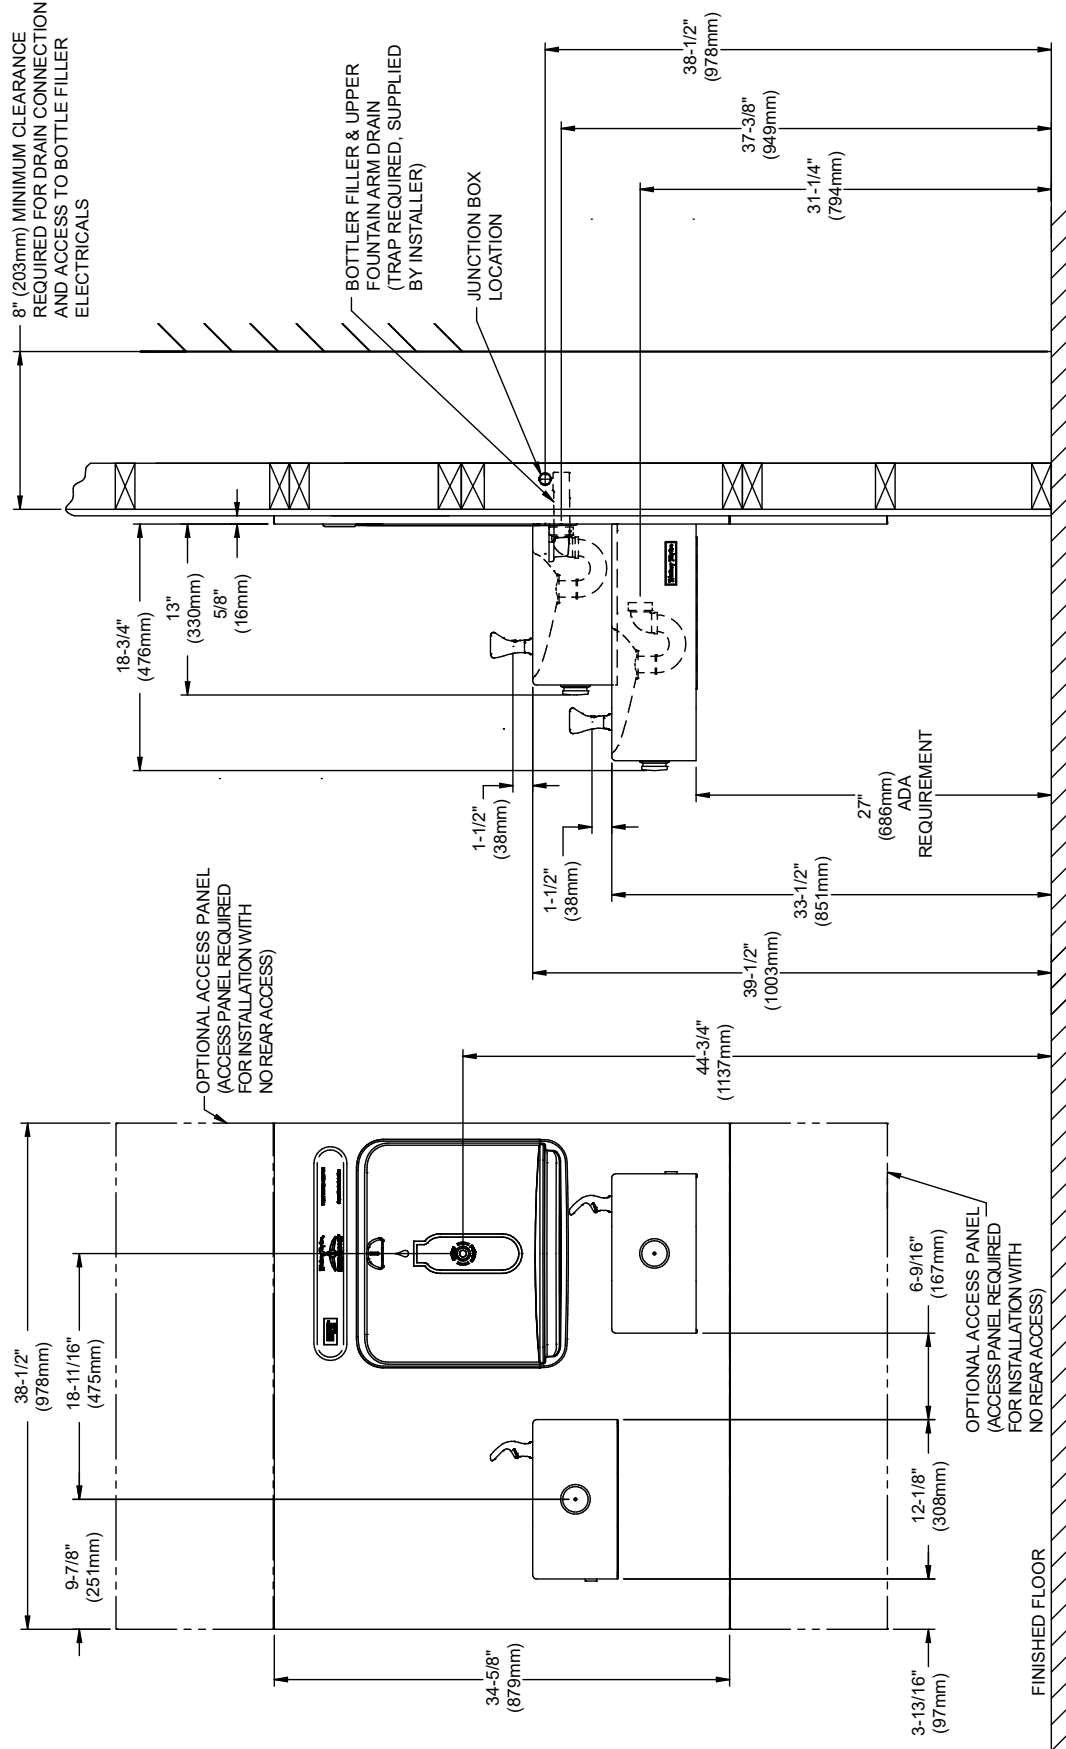 38-1/2"
(978mm)
18-11/16"
(475mm)
9-7/8"
(251mm)
OPTIONAL ACCESS PANEL
(ACCESS PANEL REQUIRED
FOR INSTALLATION WITH
NO REAR ACCESS)
34-5/8"
(879mm)
44-3/4"
(1137mm)
3-13/16"
(97mm)
12-1/8"
(308mm)
6-9/16"
(167mm)
OPTIONAL ACCESS PANEL
(ACCESS PANEL REQUIRED
FOR INSTALLATION WITH
NO REAR ACCESS)
FINISHED FLOOR
8" (203mm) MINIMUM CLEARANCE
REQUIRED FOR DRAIN CONNECTION
AND ACCESS TO BOTTLE FILLER
ELECTRICALS
18-3/4"
(476mm)
13"
(330mm)
5/8"
(16mm)
BOTTLER FILLER & UPPER
FOUNTAIN ARM DRAIN
(TRAP REQUIRED, SUPPLIED
BY INSTALLER)
JUNCTION BOX
LOCATION
1-1/2"
(38mm)
1-1/2"
(38mm)
39-1/2"
(1003mm)
33-1/2"
(851mm)
27"
(686mm)
ADA
REQUIREMENT
38-1/2"
(978mm)
37-3/8"
(949mm)
31-1/4"
(794mm)